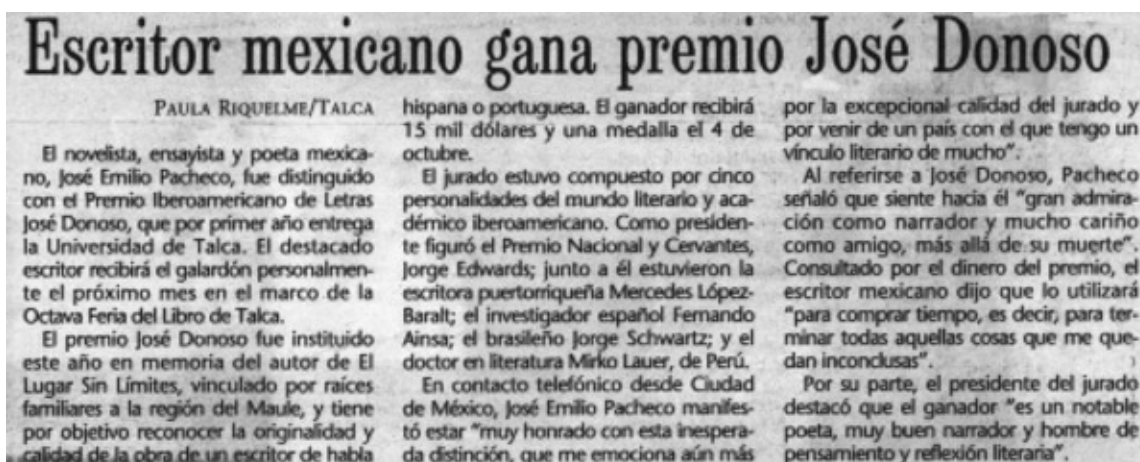 Escritor mexicano gana premio José Donoso
PAULA RIQUELME/TALCA
El novelista, ensayista y poeta mexica-
no, José Emilio Pacheco, fue distinguido
con el Premio Iberoamericano de Letras
José Donoso, que por primer año entrega
la Universidad de Talca. El destacado
escritor recibirá el galardón personalmen-
te el próximo mes en el marco de la
Octava Feria del Libro de Talca.
El premio José Donoso fue instituido
este año en memoria del autor de El
Lugar Sin Límites, vinculado por raíces
familiares a la región del Maule, y tiene
por objetivo reconocer la originalidad y
calidad de la obra de un escritor de habla
hispana o portuguesa. El ganador recibirá
15 mil dólares y una medalla el 4 de
octubre.
El jurado estuvo compuesto por cinco
personalidades del mundo literario y aca-
démico iberoamericano. Como presiden-
te figuró el Premio Nacional y Cervantes,
Jorge Edwards; junto a él estuvieron la
escritora puertorriqueña Mercedes López-
Baralt; el investigador español Fernando
Ainsa; el brasileño Jorge Schwartz; y el
doctor en literatura Mirko Lauer, de Perú.
En contacto telefónico desde Ciudad
de México, José Emilio Pacheco manifes-
tó estar "muy honrado con esta inespera-
da distinción, que me emociona aún más
por la excepcional calidad del jurado y
por venir de un país con el que tengo un
vínculo literario de mucho".
Al referirse a José Donoso, Pacheco
señaló que siente hacia él "gran admira-
ción como narrador y mucho cariño
como amigo, más allá de su muerte".
Consultado por el dinero del premio, el
escritor mexicano dijo que lo utilizará
"para comprar tiempo, es decir, para ter-
minar todas aquellas cosas que me que-
dan inconclusas".
Por su parte, el presidente del jurado
destacó que el ganador "es un notable
poeta, muy buen narrador y hombre de
pensamiento y reflexión literaria".